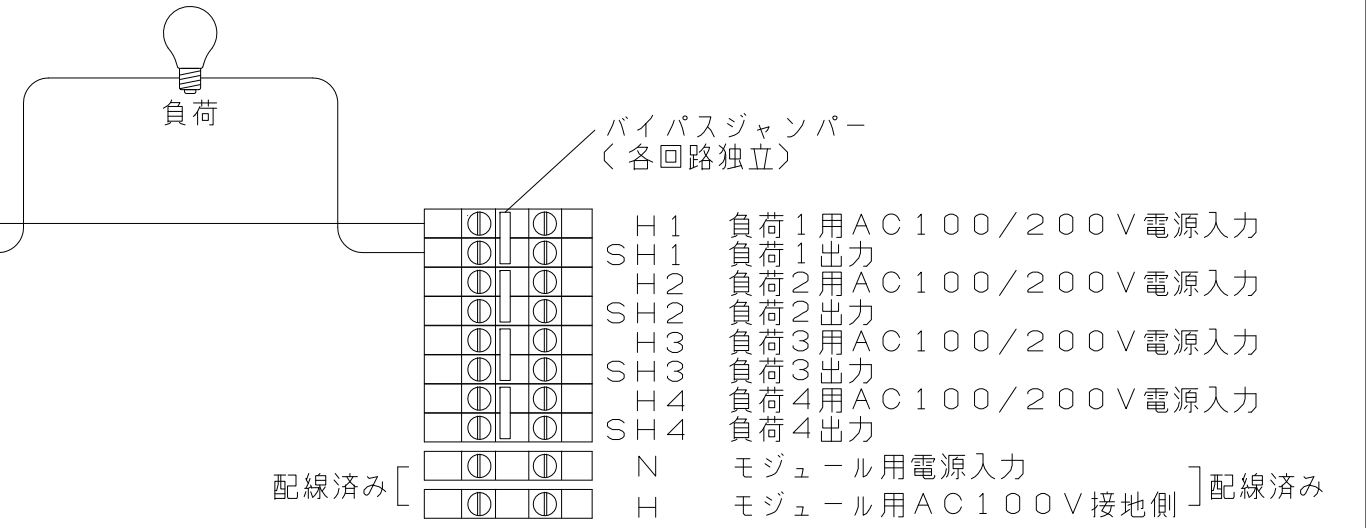 負荷
バイパスジャンパー
(各回路独立)
H1 負荷1用AC100/200V電源入力
SH1 負荷1出力
H2 負荷2用AC100/200V電源入力
SH2 負荷2出力
H3 負荷3用AC100/200V電源入力
SH3 負荷3出力
H4 負荷4用AC100/200V電源入力
SH4 負荷4出力
N モジュール用電源入力
配線済み 配線済み
H モジュール用AC100V接地側